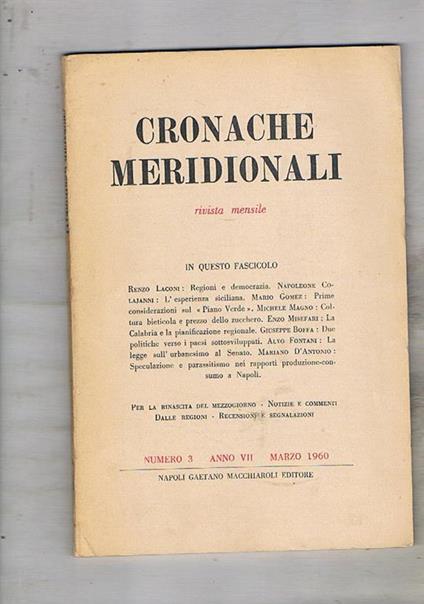 CRONACHE
MERIDIONALI
rivista mensile
IN QUESTO FASCICOLO
RENZO LACONI : Regioni e democrazia. NAPOLEONE CO-
LAJANNI : L'esperienza siciliana. MARIO GOMEZ : Prime
considerazioni sul « Piano Verde ». MICHELE MAGNO : Col-
tura bieticola e prezzo dello zucchero. ENZO MISEFARI : La
Calabria e la pianificazione regionale. GIUSEPPE BOFFA : Due
politiche verso i paesi sottosviluppati. ALVO FONTANI : La
legge sull'urbanesimo al Senato. MARIANO D'ANTONIO :
Speculazione e parassitismo nei rapporti produzione-con-
sumo a Napoli.
PER LA RINASCITA DEL MEZZOGIORNO - NOTIZIE E COMMENTI
DALLE REGIONI - RECENSIONI E SEGNALAZIONI
NUMERO 3 ANNO VII MARZO 1960
NAPOLI GAETANO MACCHIAROLI EDITORE